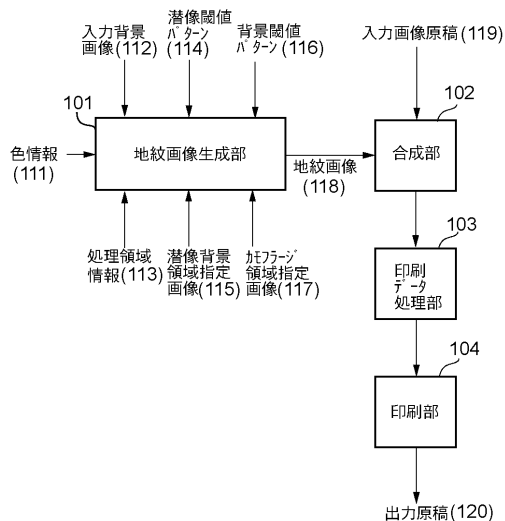 入力背景
画像(112)
潜像閾値
パターン(114)
背景閾値
パターン(116)
入力画像原稿(119)
101
102
色情報
(111)
地紋画像生成部
地紋画像
(118)
合成部
処理領域
情報(113)
潜像背景
領域指定
画像(115)
カモフラージ
領域指定
画像(117)
103
印刷
データ
処理部
104
印刷部
出力原稿(120)